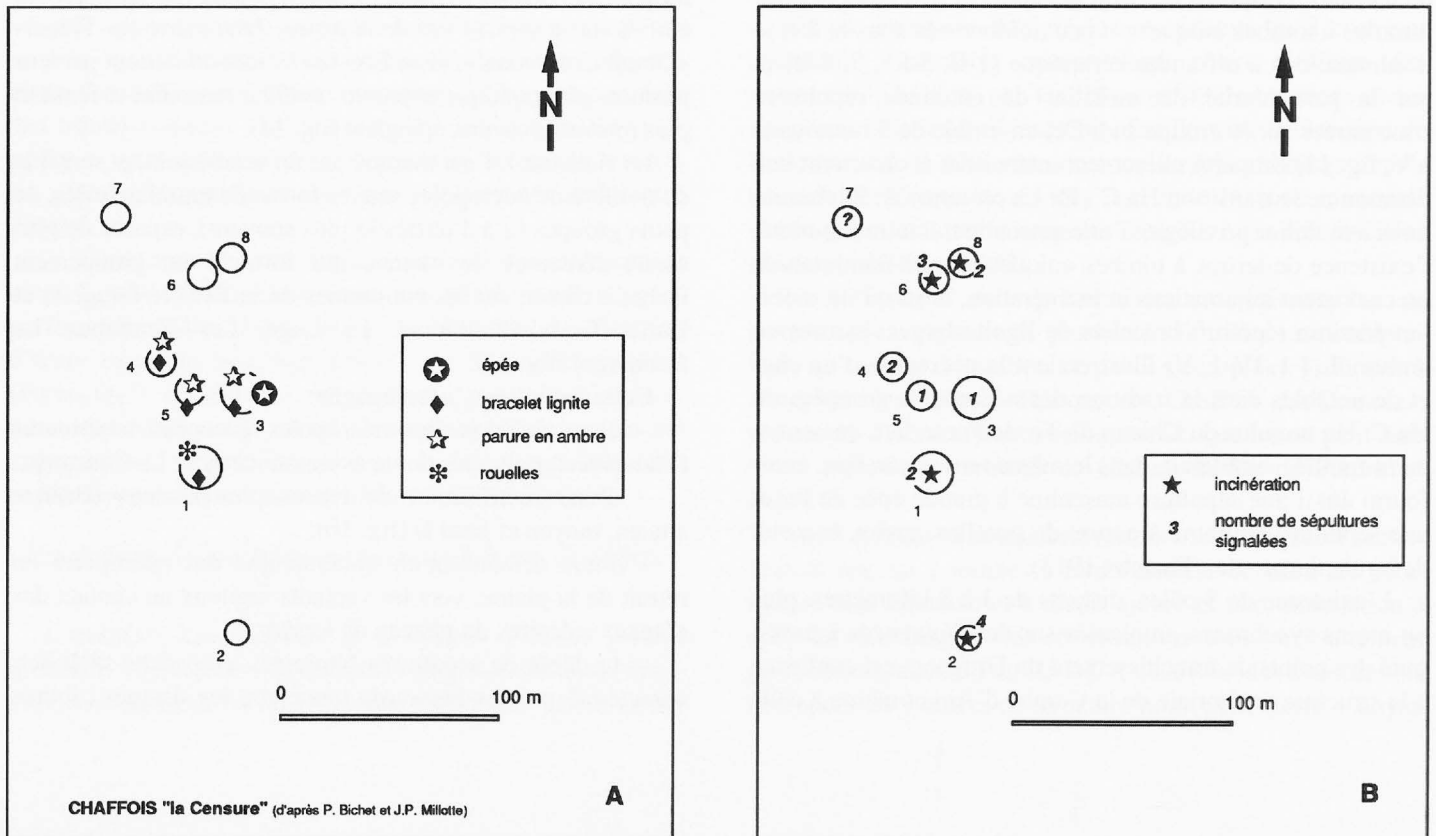 N
7
8
6
4
5
3
1
2
épée
bracelet lignite
parure en ambre
rouelles
0 100 m
CHAFFOIS "la Censure" (d'après P. Bichet et J.P. Millotte)
A
N
7
?
8
3
2
6
4
2
1
1
5
3
2
1
4
2
incinération
3 nombre de sépultures
signalées
0 100 m
B